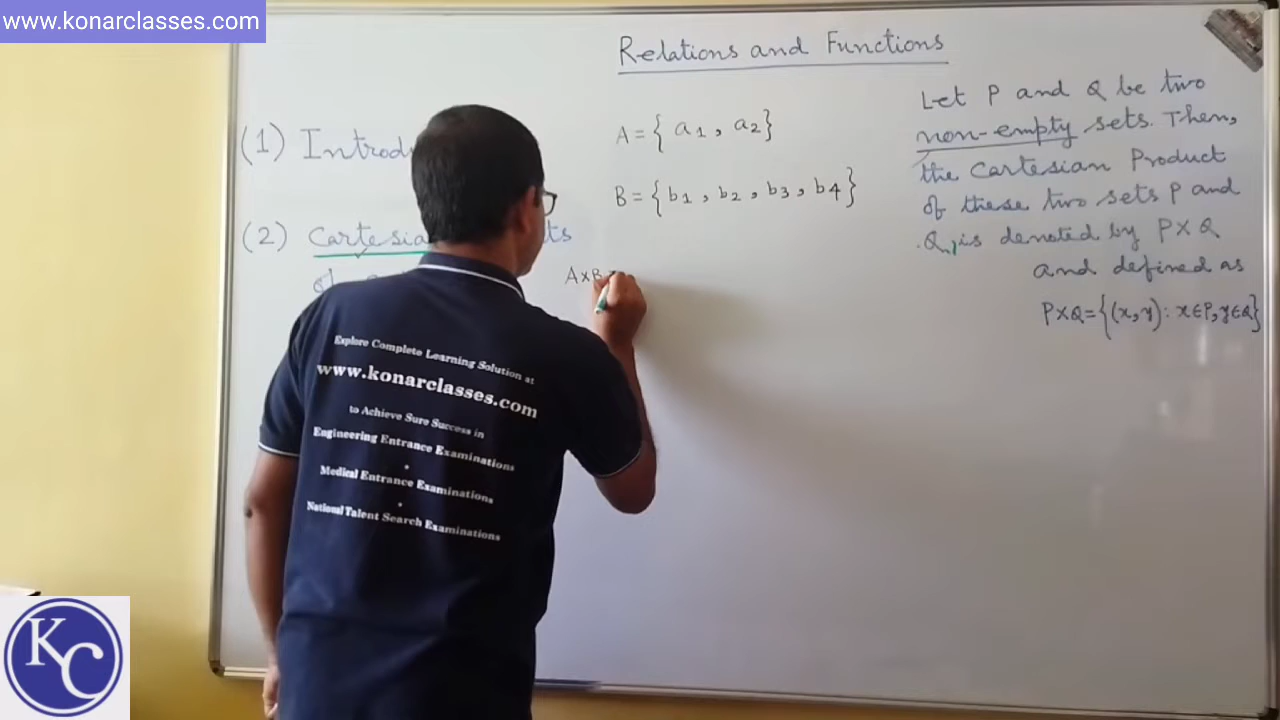 www.konarclasses.com
Relations and Functions
(1) Introdu
(2) Cartesia ts
of
A = { a1 , a2 }
B = { b1 , b2 , b3 , b4 }
A×B =
Let P and Q be two
non-empty sets. Then,
the Cartesian Product
of these two sets P and
Q, is denoted by P×Q
and defined as
P×Q={(x,y): x∈P, y∈Q}
Explore Complete Learning Solution at
www.konarclasses.com
to Achieve Sure Success in
Engineering Entrance Examinations
•
Medical Entrance Examinations
•
National Talent Search Examinations
KC